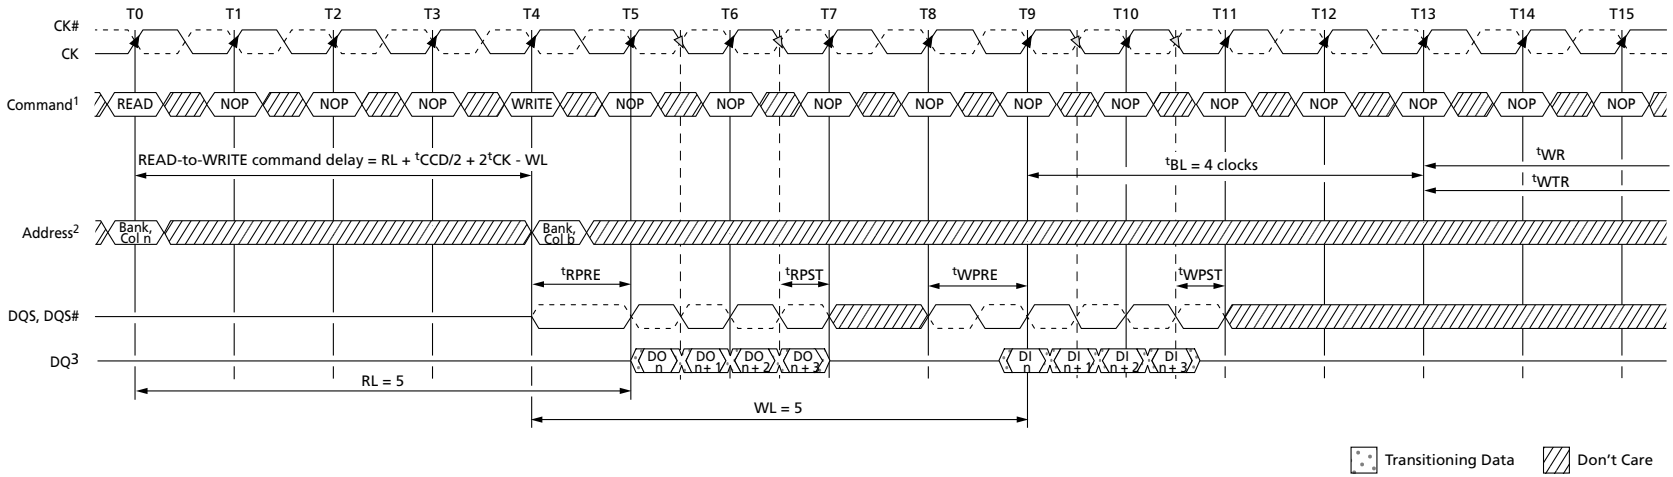 T0 T1 T2 T3 T4 T5 T6 T7 T8 T9 T10 T11 T12 T13 T14 T15
CK#
CK
Command1 READ NOP NOP NOP WRITE NOP NOP NOP NOP NOP NOP NOP NOP NOP NOP NOP
READ-to-WRITE command delay = RL + tCCD/2 + 2tCK - WL
tBL = 4 clocks
tWR
tWTR
Address2
Bank,
Col n
Bank,
Col b
tRPRE tRPST tWPRE tWPST
DQS, DQS#
DQ3
DO
n
DO
n + 1
DO
n + 2
DO
n + 3
DI
n
DI
n + 1
DI
n + 2
DI
n + 3
RL = 5
WL = 5
Transitioning Data
Don't Care